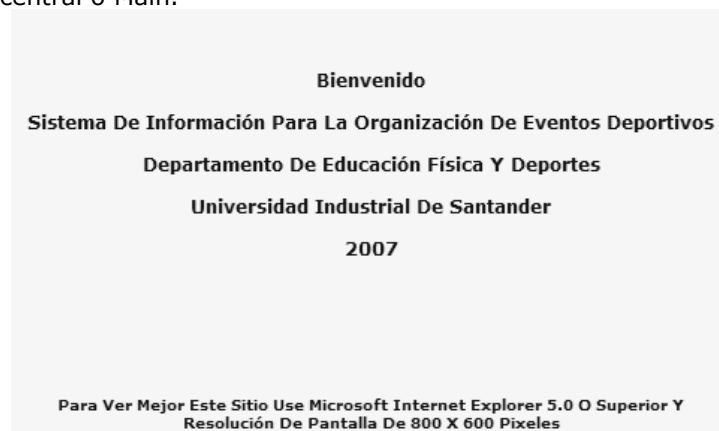 central o Main.
Bienvenido
Sistema De Información Para La Organización De Eventos Deportivos
Departamento De Educación Física Y Deportes
Universidad Industrial De Santander
2007
Para Ver Mejor Este Sitio Use Microsoft Internet Explorer 5.0 O Superior Y
Resolución De Pantalla De 800 X 600 Pixeles